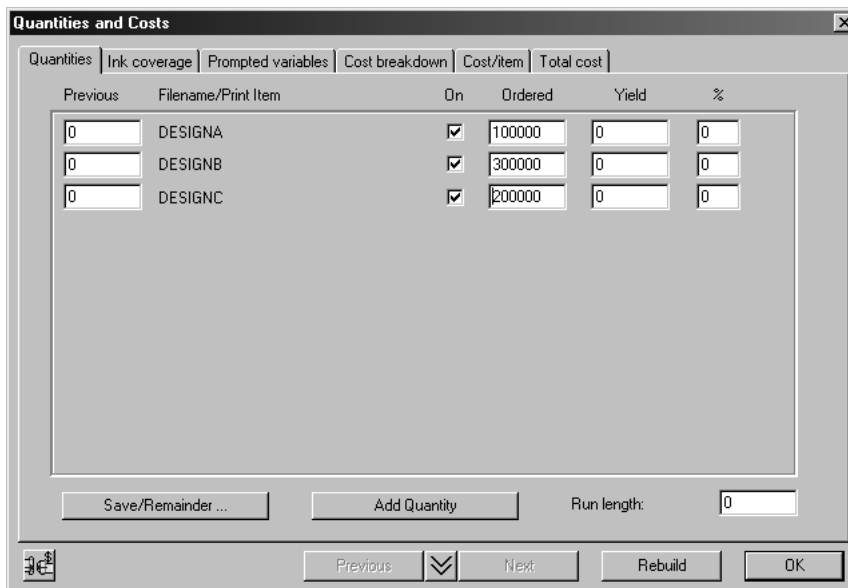 Quantities and Costs
Quantities Ink coverage Prompted variables Cost breakdown Cost/item Total cost
Previous Filename/Print Item On Ordered Yield %
0 DESIGNA 100000 0 0
0 DESIGNB 300000 0 0
0 DESIGNC 200000 0 0
Save/Remainder ... Add Quantity Run length: 0
Previous Next Rebuild OK